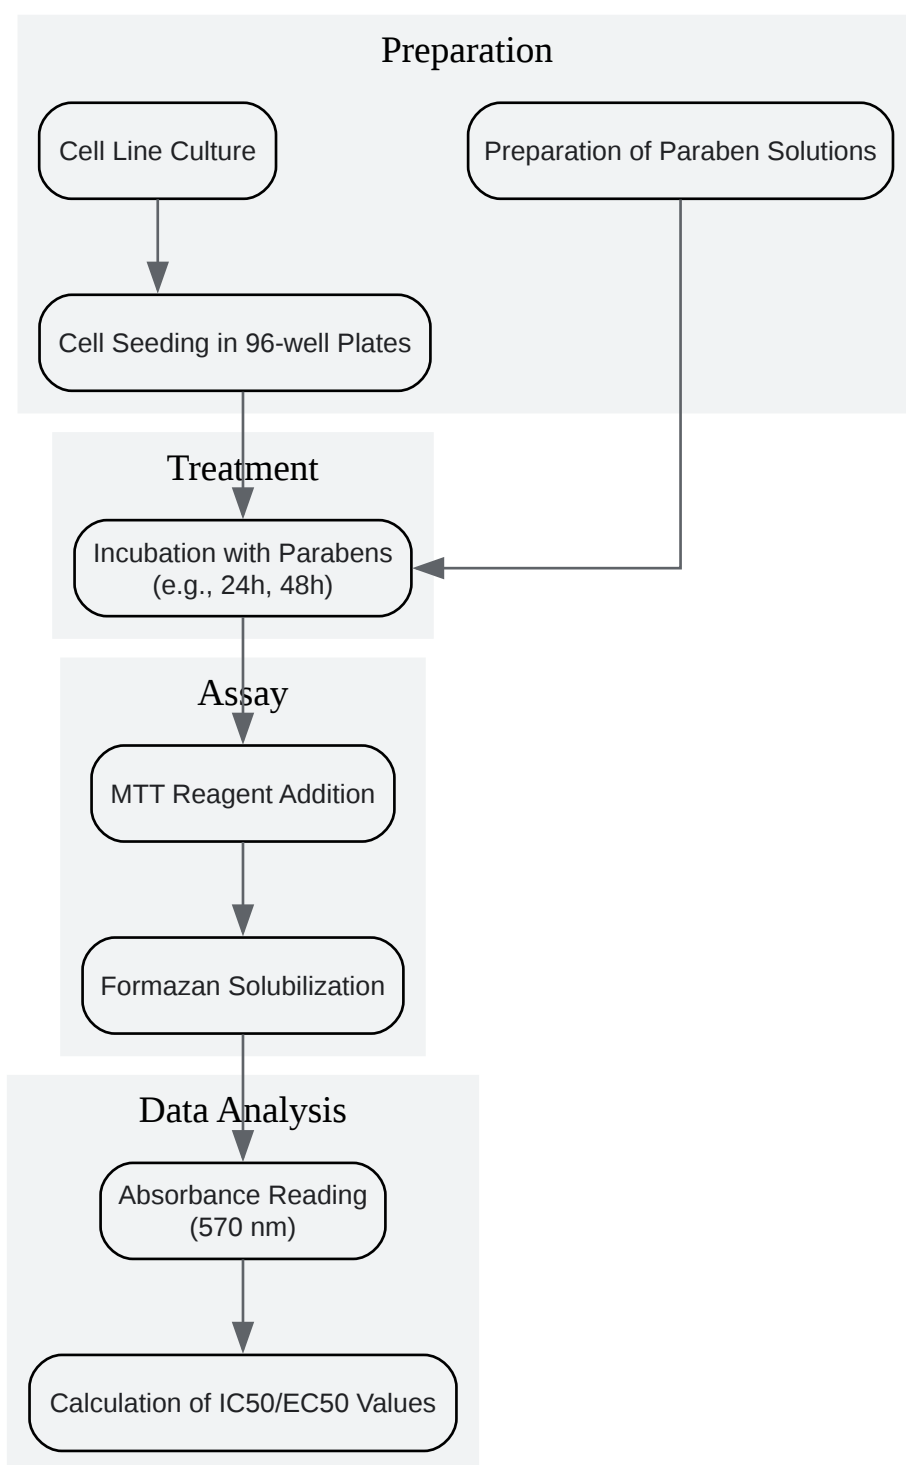 Preparation
Cell Line Culture
Preparation of Paraben Solutions
Cell Seeding in 96-well Plates
Treatment
Incubation with Parabens
(e.g., 24h, 48h)
Assay
MTT Reagent Addition
Formazan Solubilization
Data Analysis
Absorbance Reading
(570 nm)
Calculation of IC50/EC50 Values